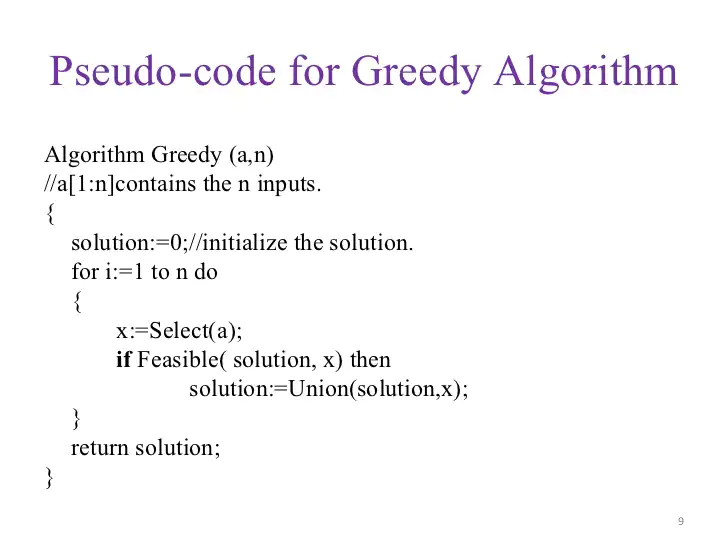 Pseudo-code for Greedy Algorithm
Algorithm Greedy (a,n)
//a[1:n]contains the n inputs.
{
solution:=0;//initialize the solution.
for i:=1 to n do
{
x:=Select(a);
if Feasible( solution, x) then
solution:=Union(solution,x);
}
return solution;
}
9